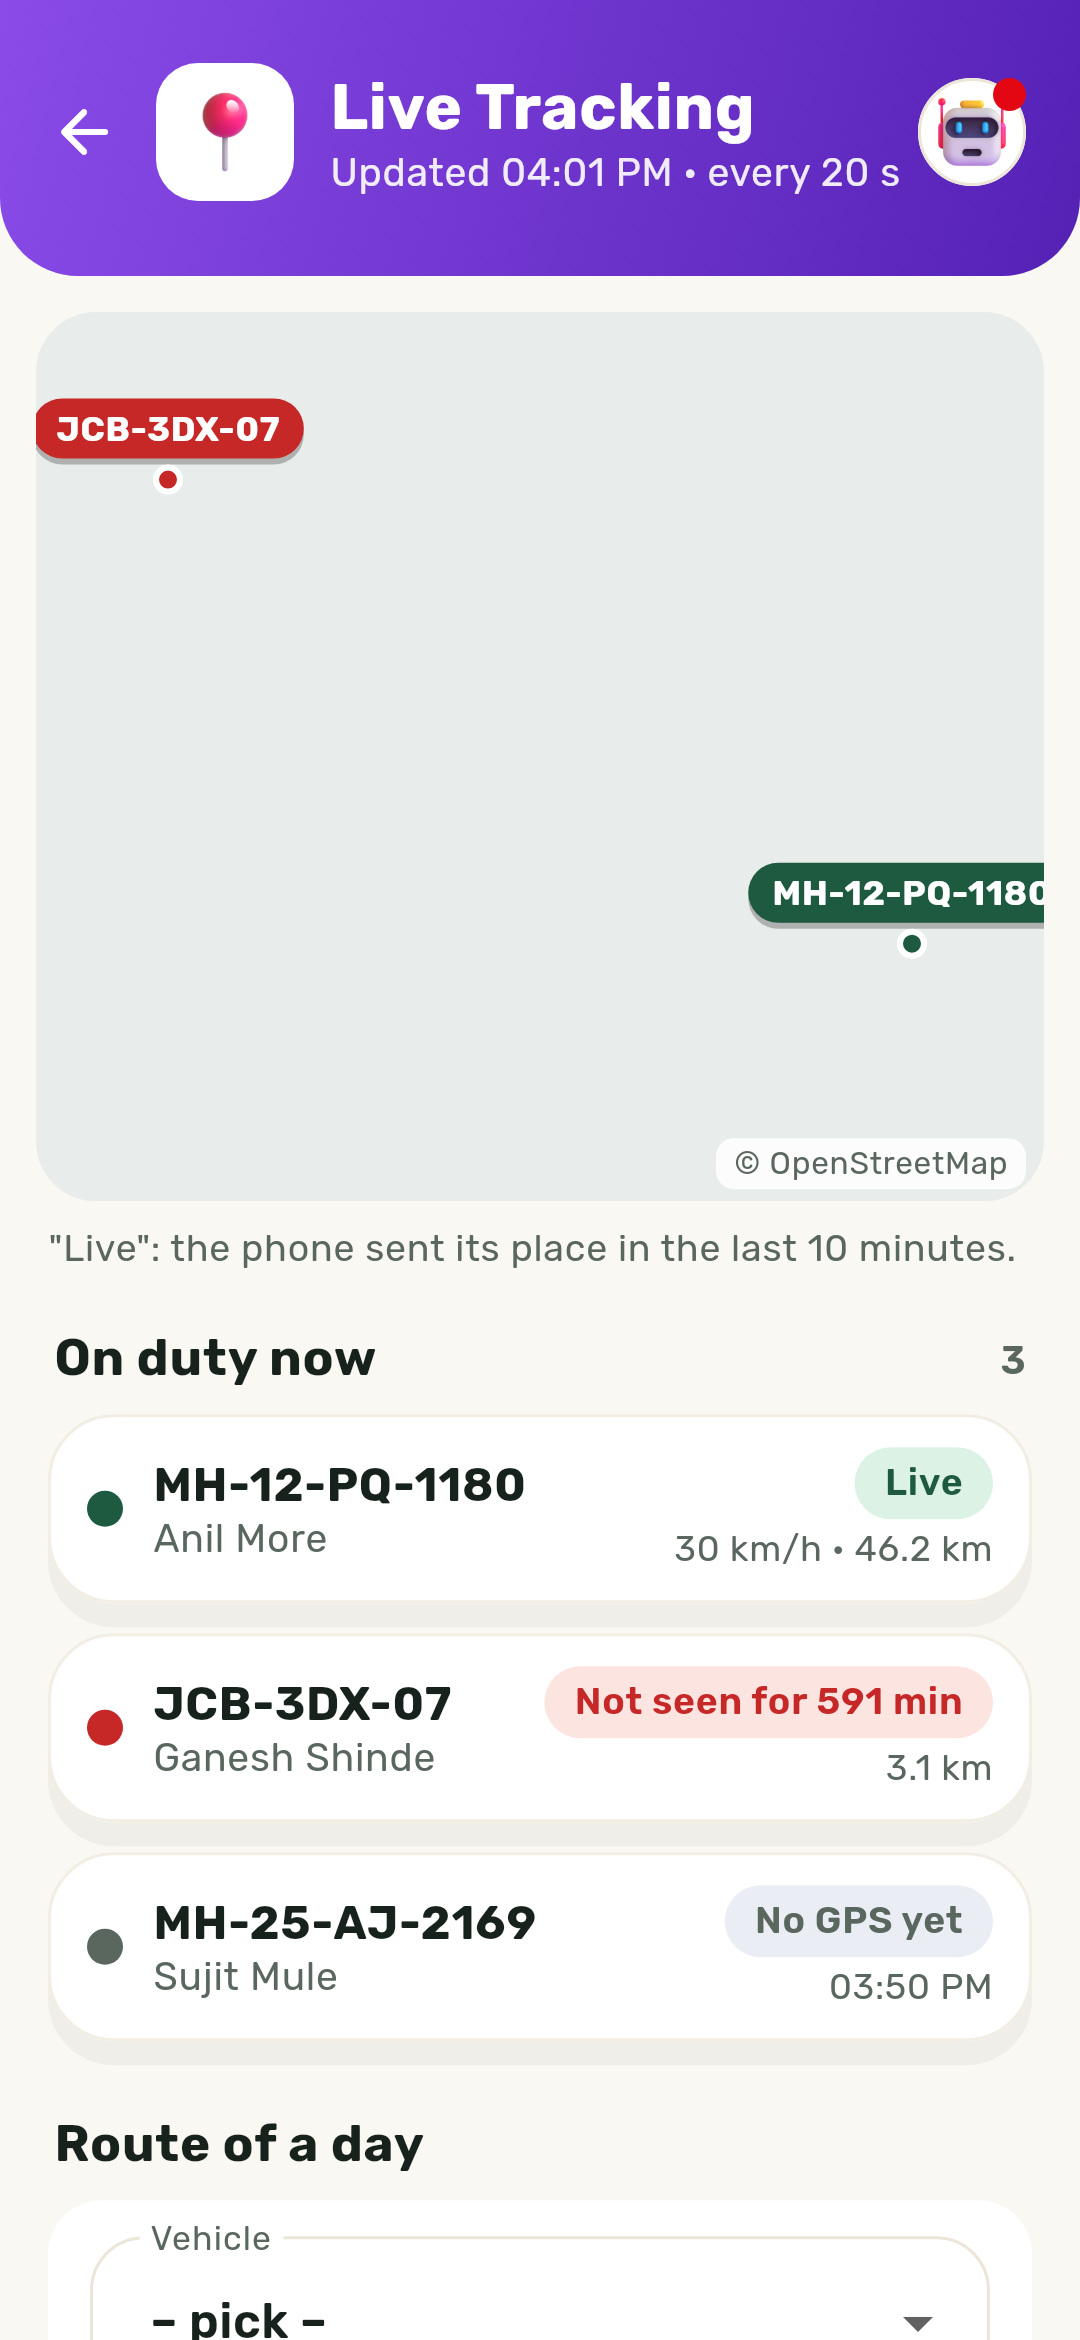 Live Tracking
Updated 04:01 PM • every 20 s
JCB-3DX-07
MH-12-PQ-1180
© OpenStreetMap
"Live": the phone sent its place in the last 10 minutes.
On duty now
3
MH-12-PQ-1180
Live
Anil More
30 km/h • 46.2 km
JCB-3DX-07
Not seen for 591 min
Ganesh Shinde
3.1 km
MH-25-AJ-2169
No GPS yet
Sujit Mule
03:50 PM
Route of a day
Vehicle
– pick –